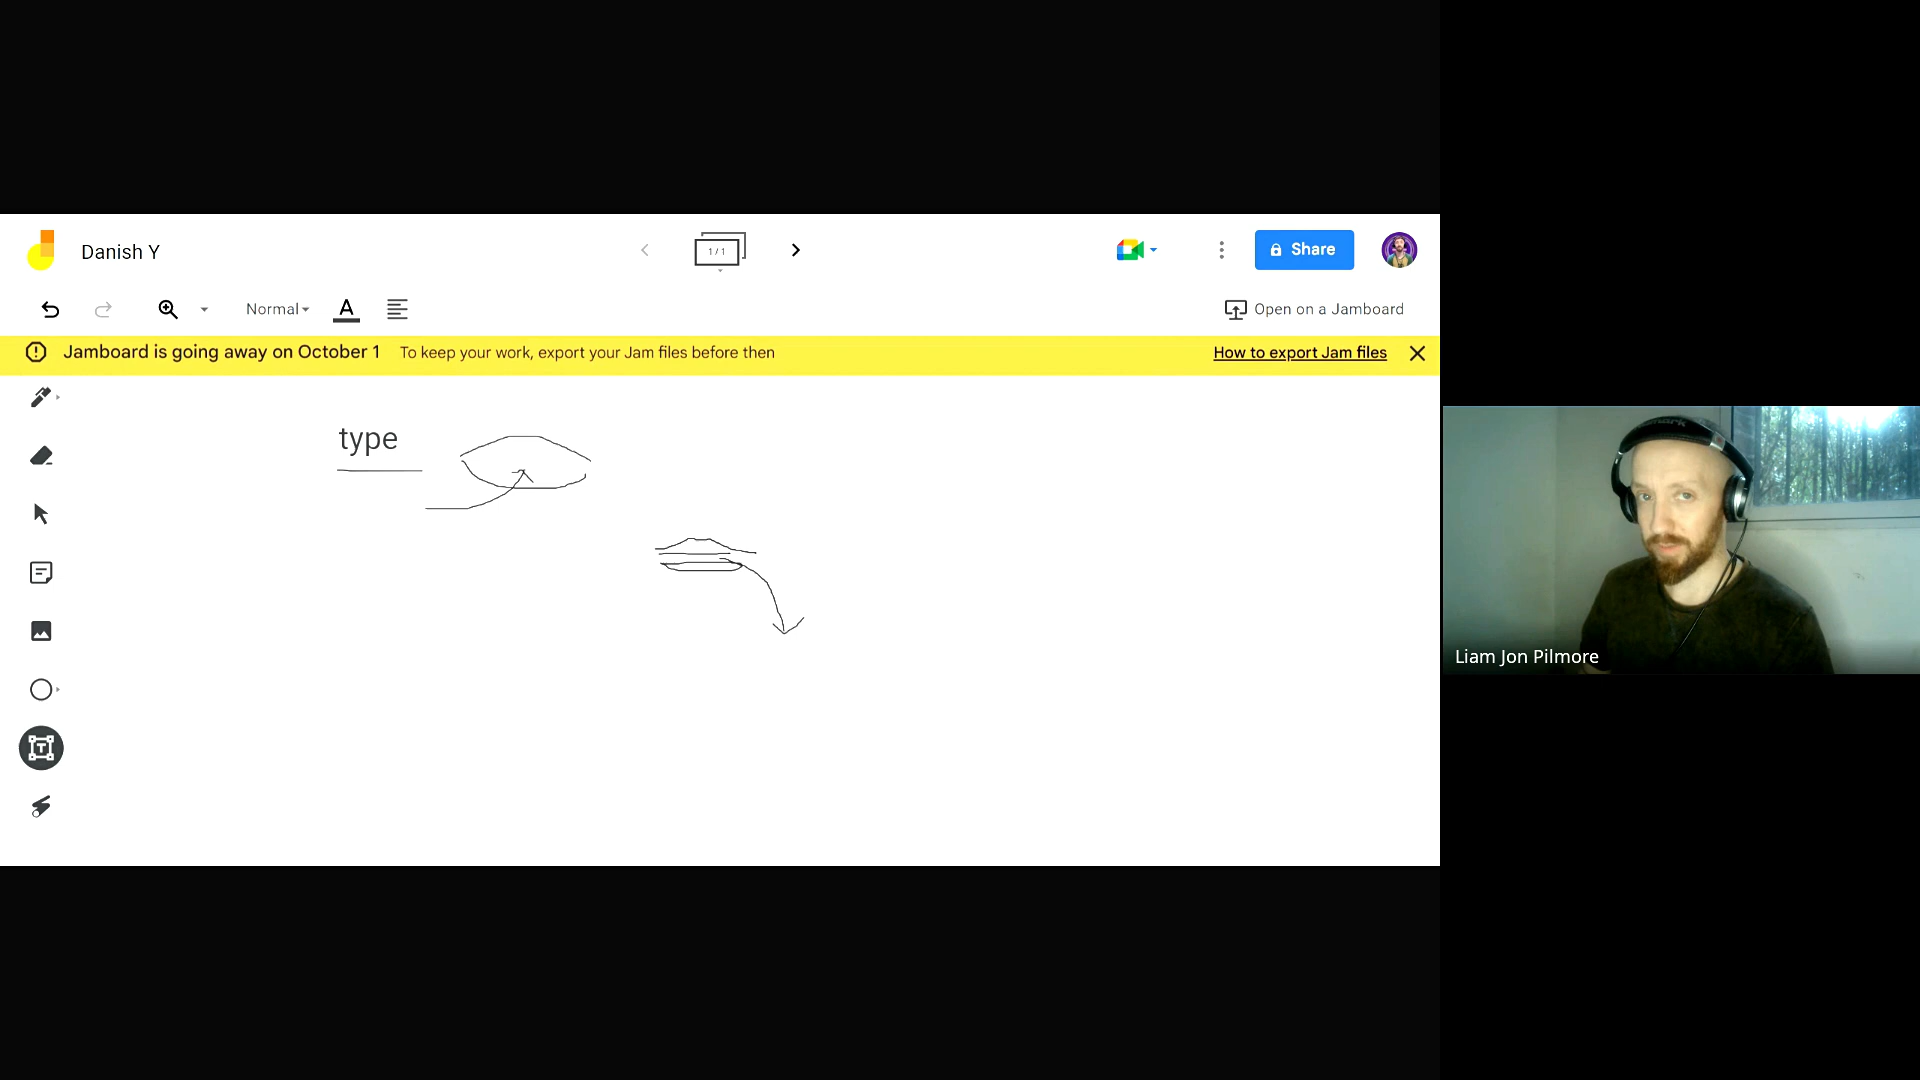 Danish Y
1 / 1
Share
Normal
A
Open on a Jamboard
Jamboard is going away on October 1 To keep your work, export your Jam files before then How to export Jam files
type
T
Liam Jon Pilmore